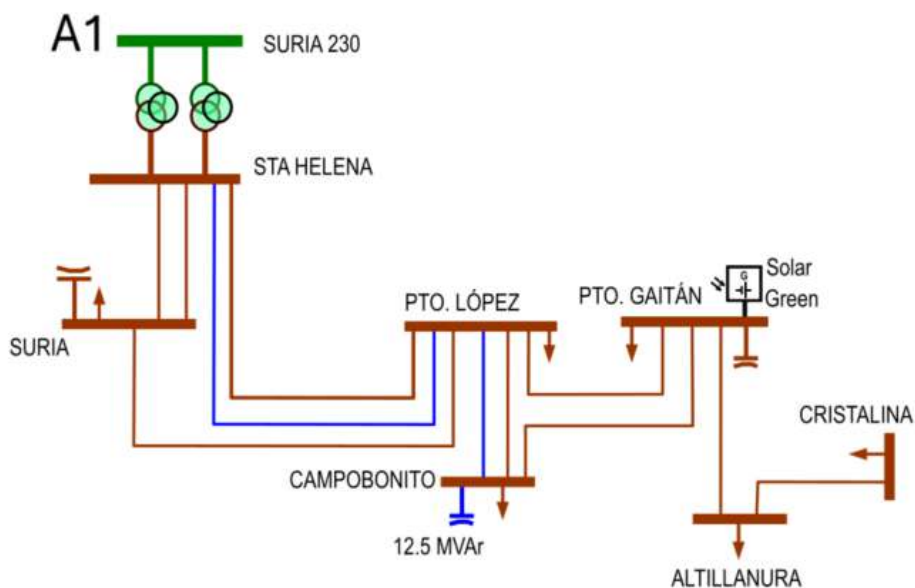 A1
SURIA 230
STA HELENA
Solar
G
Green
PTO. LÓPEZ
PTO. GAITÁN
SURIA
CRISTALINA
CAMPOBONITO
12.5 MVAr
ALTILLANURA